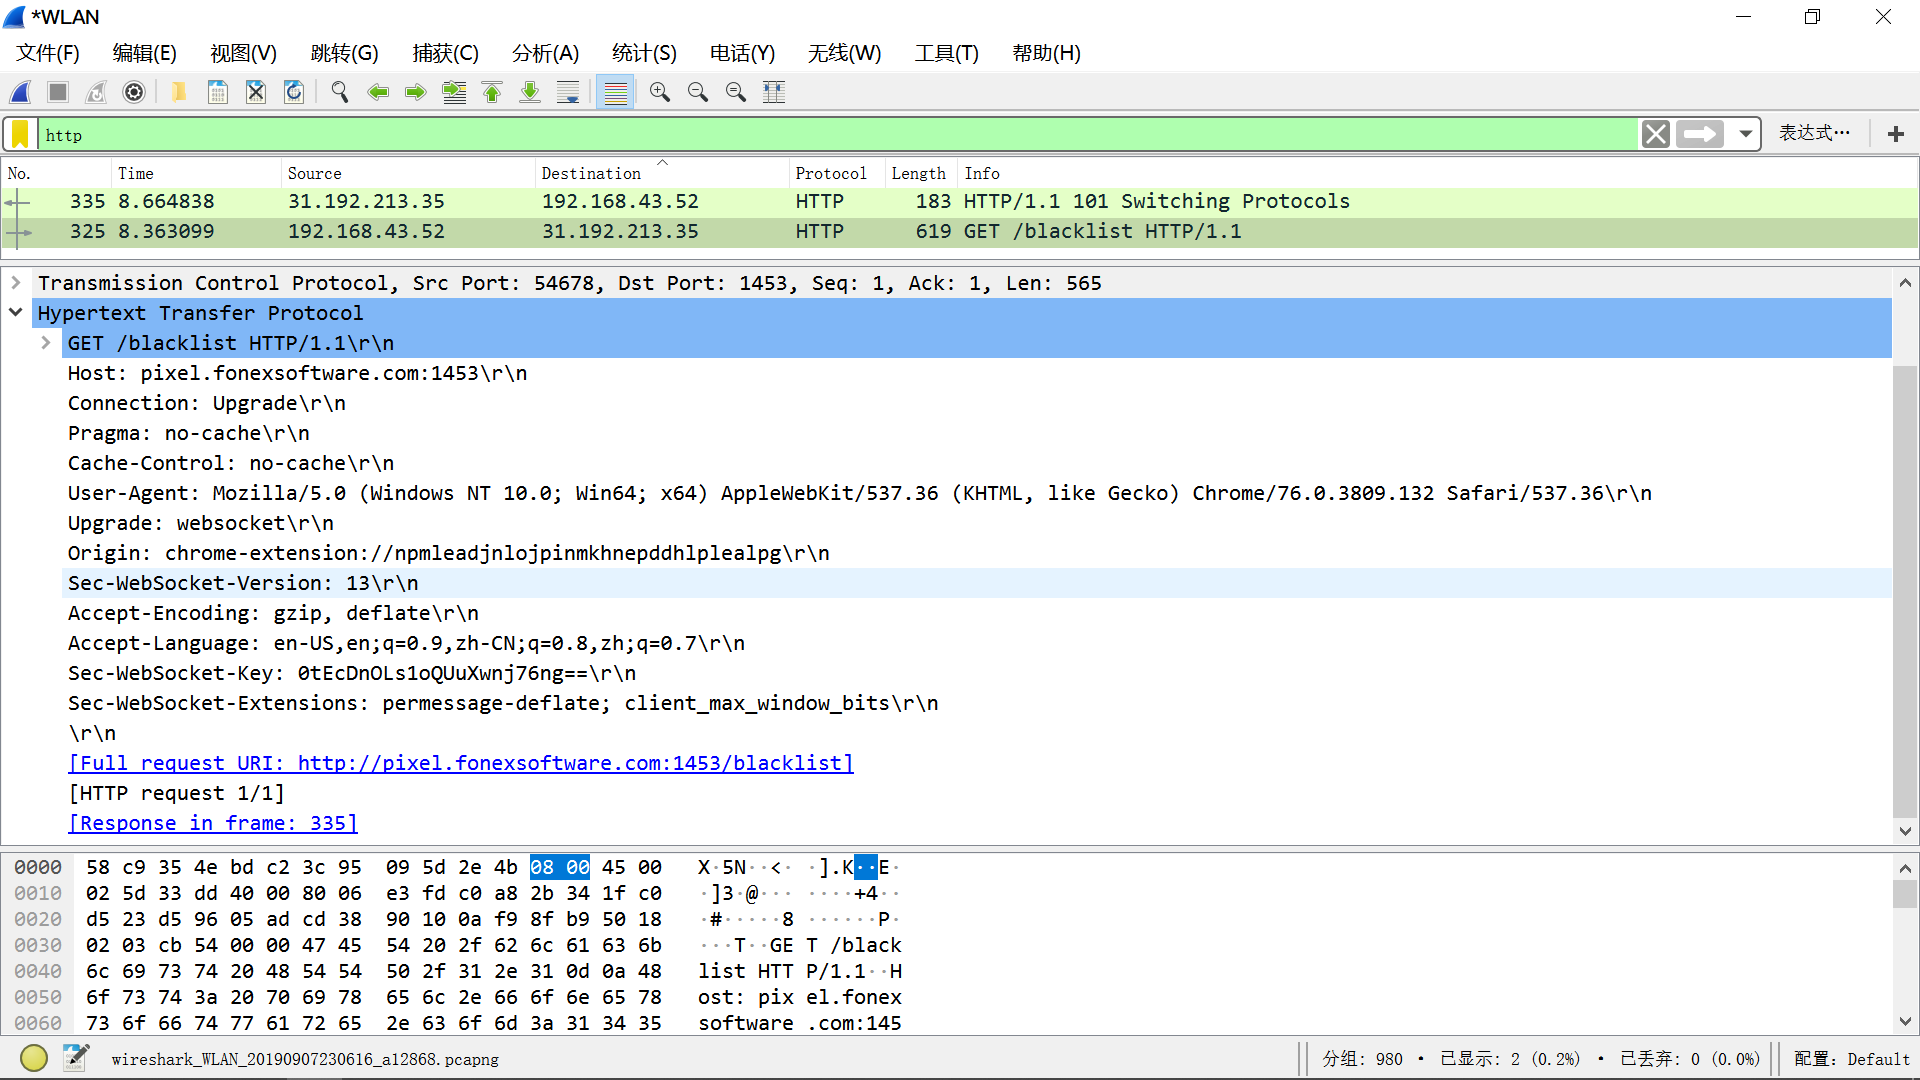 *WLAN
文件(F) 编辑(E) 视图(V) 跳转(G) 捕获(C) 分析(A) 统计(S) 电话(Y) 无线(W) 工具(T) 帮助(H)
http 表达式…
No. Time Source Destination Protocol Length Info
335 8.664838 31.192.213.35 192.168.43.52 HTTP 183 HTTP/1.1 101 Switching Protocols
325 8.363099 192.168.43.52 31.192.213.35 HTTP 619 GET /blacklist HTTP/1.1
Transmission Control Protocol, Src Port: 54678, Dst Port: 1453, Seq: 1, Ack: 1, Len: 565
Hypertext Transfer Protocol
GET /blacklist HTTP/1.1\r\n
Host: pixel.fonexsoftware.com:1453\r\n
Connection: Upgrade\r\n
Pragma: no-cache\r\n
Cache-Control: no-cache\r\n
User-Agent: Mozilla/5.0 (Windows NT 10.0; Win64; x64) AppleWebKit/537.36 (KHTML, like Gecko) Chrome/76.0.3809.132 Safari/537.36\r\n
Upgrade: websocket\r\n
Origin: chrome-extension://npmleadjnlojpinmkhnepddhlplealpg\r\n
Sec-WebSocket-Version: 13\r\n
Accept-Encoding: gzip, deflate\r\n
Accept-Language: en-US,en;q=0.9,zh-CN;q=0.8,zh;q=0.7\r\n
Sec-WebSocket-Key: 0tEcDnOLs1oQUuXwnj76ng==\r\n
Sec-WebSocket-Extensions: permessage-deflate; client_max_window_bits\r\n
\r\n
[Full request URI: http://pixel.fonexsoftware.com:1453/blacklist]
[HTTP request 1/1]
[Response in frame: 335]
0000 58 c9 35 4e bd c2 3c 95 09 5d 2e 4b 08 00 45 00 X·5N··<· ·].K··E·
0010 02 5d 33 dd 40 00 80 06 e3 fd c0 a8 2b 34 1f c0 ·]3·@··· ····+4··
0020 d5 23 d5 96 05 ad cd 38 90 10 0a f9 8f b9 50 18 ·#·····8 ······P·
0030 02 03 cb 54 00 00 47 45 54 20 2f 62 6c 61 63 6b ···T··GE T /black
0040 6c 69 73 74 20 48 54 54 50 2f 31 2e 31 0d 0a 48 list HTT P/1.1··H
0050 6f 73 74 3a 20 70 69 78 65 6c 2e 66 6f 6e 65 78 ost: pix el.fonex
0060 73 6f 66 74 77 61 72 65 2e 63 6f 6d 3a 31 34 35 software .com:145
wireshark_WLAN_20190907230616_a12868.pcapng 分组: 980 · 已显示: 2 (0.2%) · 已丢弃: 0 (0.0%) 配置: Default